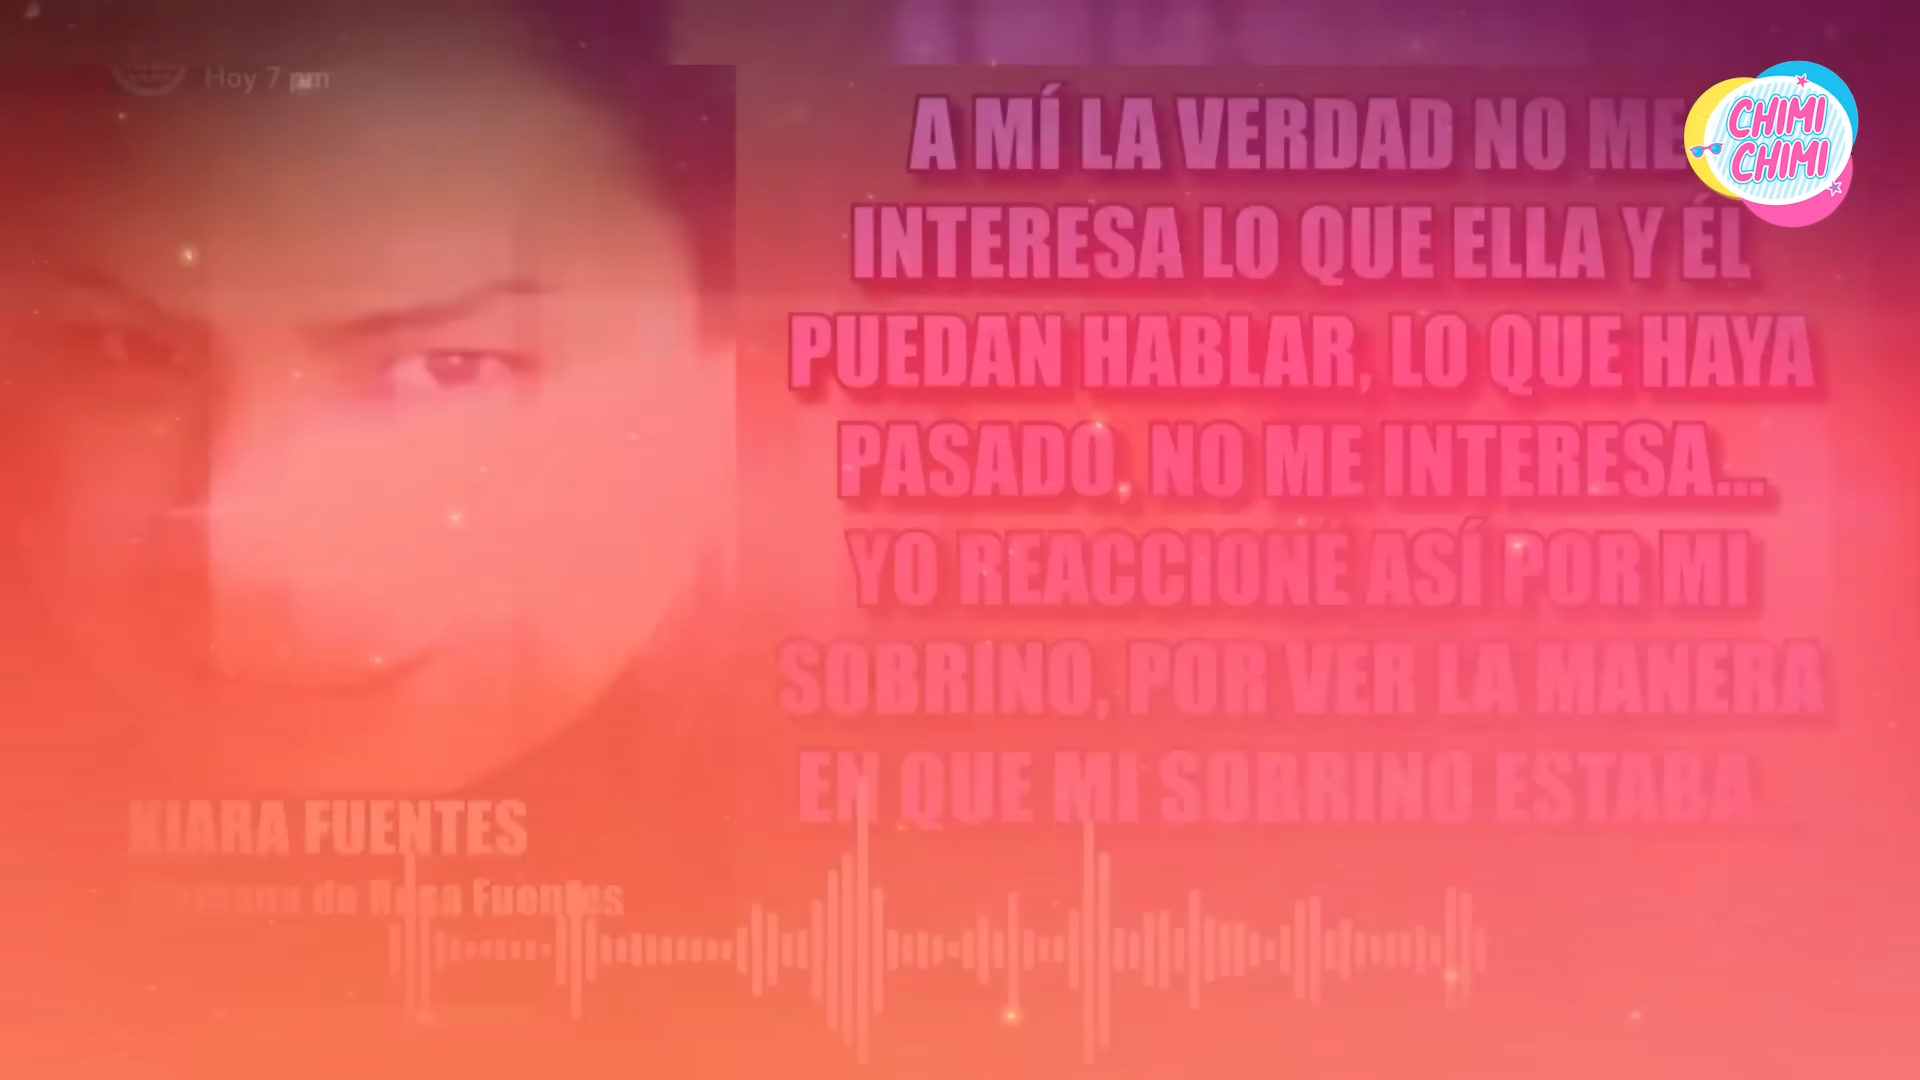 Hoy 7 pm
CHIMI
CHIMI
A MÍ LA VERDAD NO ME
INTERESA LO QUE ELLA Y ÉL
PUEDAN HABLAR, LO QUE HAYA
PASADO, NO ME INTERESA...
YO REACCIONÉ ASÍ POR MI
SOBRINO, POR VER LA MANERA
EN QUE MI SOBRINO ESTABA
KIARA FUENTES
Hermana de Rosa Fuentes